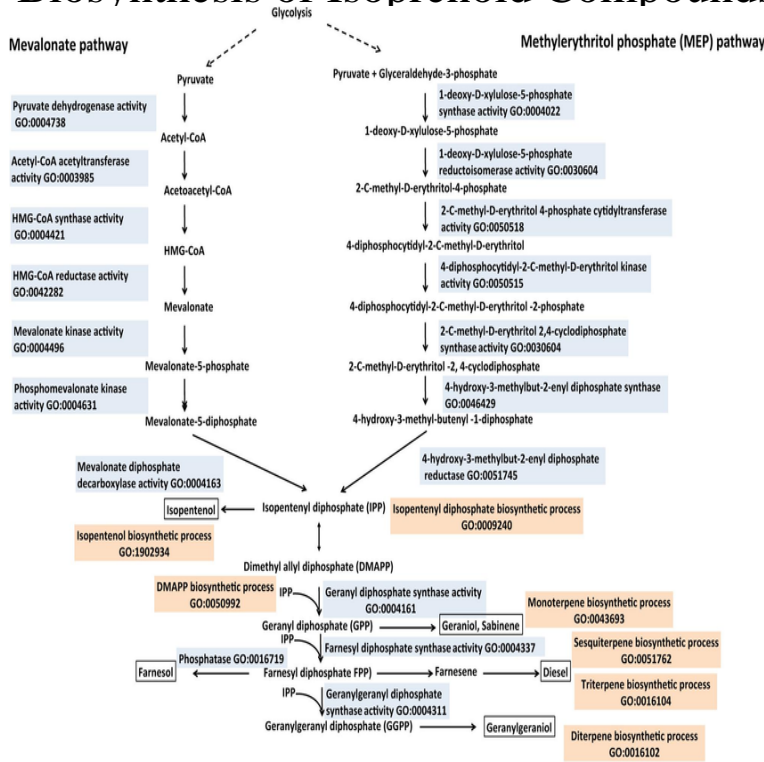 Biosynthesis of Isoprenoid Compounds
Glycolysis
Mevalonate pathway
Methylerythritol phosphate (MEP) pathway
Pyruvate
Pyruvate dehydrogenase activity
GO:0004738
Acetyl-CoA
Acetyl-CoA acetyltransferase
activity GO:0003985
Acetoacetyl-CoA
HMG-CoA synthase activity
GO:0004421
HMG-CoA
HMG-CoA reductase activity
GO:0042282
Mevalonate
Mevalonate kinase activity
GO:0004496
Mevalonate-5-phosphate
Phosphomevalonate kinase
activity GO:0004631
Mevalonate-5-diphosphate
Pyruvate + Glyceraldehyde-3-phosphate
1-deoxy-D-xylulose-5-phosphate
synthase activity GO:0004022
1-deoxy-D-xylulose-5-phosphate
1-deoxy-D-xylulose-5-phosphate
reductoisomerase activity GO:0030604
2-C-methyl-D-erythritol-4-phosphate
2-C-methyl-D-erythritol 4-phosphate cytidyltransferase
activity GO:0050518
4-diphosphocytidyl-2-C-methyl-D-erythritol
4-diphosphocytidyl-2-C-methyl-D-erythritol kinase
activity GO:0050515
4-diphosphocytidyl-2-C-methyl-D-erythritol -2-phosphate
2-C-methyl-D-erythritol 2,4-cyclodiphosphate
synthase activity GO:0030604
2-C-methyl-D-erythritol -2, 4-cyclodiphosphate
4-hydroxy-3-methylbut-2-enyl diphosphate synthase
GO:0046429
4-hydroxy-3-methyl-butenyl -1-diphosphate
Mevalonate diphosphate
decarboxylase activity GO:0004163
4-hydroxy-3-methylbut-2-enyl diphosphate
reductase GO:0051745
Isopentenol
Isopentenyl diphosphate (IPP)
Isopentenyl diphosphate biosynthetic process
GO:0009240
Isopentenol biosynthetic process
GO:1902934
Dimethyl allyl diphosphate (DMAPP)
DMAPP biosynthetic process
GO:0050992
IPP
Geranyl diphosphate synthase activity
GO:0004161
Monoterpene biosynthetic process
GO:0043693
Geranyl diphosphate (GPP)
Geraniol, Sabinene
IPP
Farnesyl diphosphate synthase activity GO:0004337
Sesquiterpene biosynthetic process
GO:0051762
Phosphatase GO:0016719
Farnesol
Farnesyl diphosphate FPP)
Farnesene
Diesel
Triterpene biosynthetic process
GO:0016104
IPP
Geranylgeranyl diphosphate
synthase activity GO:0004311
Geranylgeranyl diphosphate (GGPP)
Geranylgeraniol
Diterpene biosynthetic process
GO:0016102